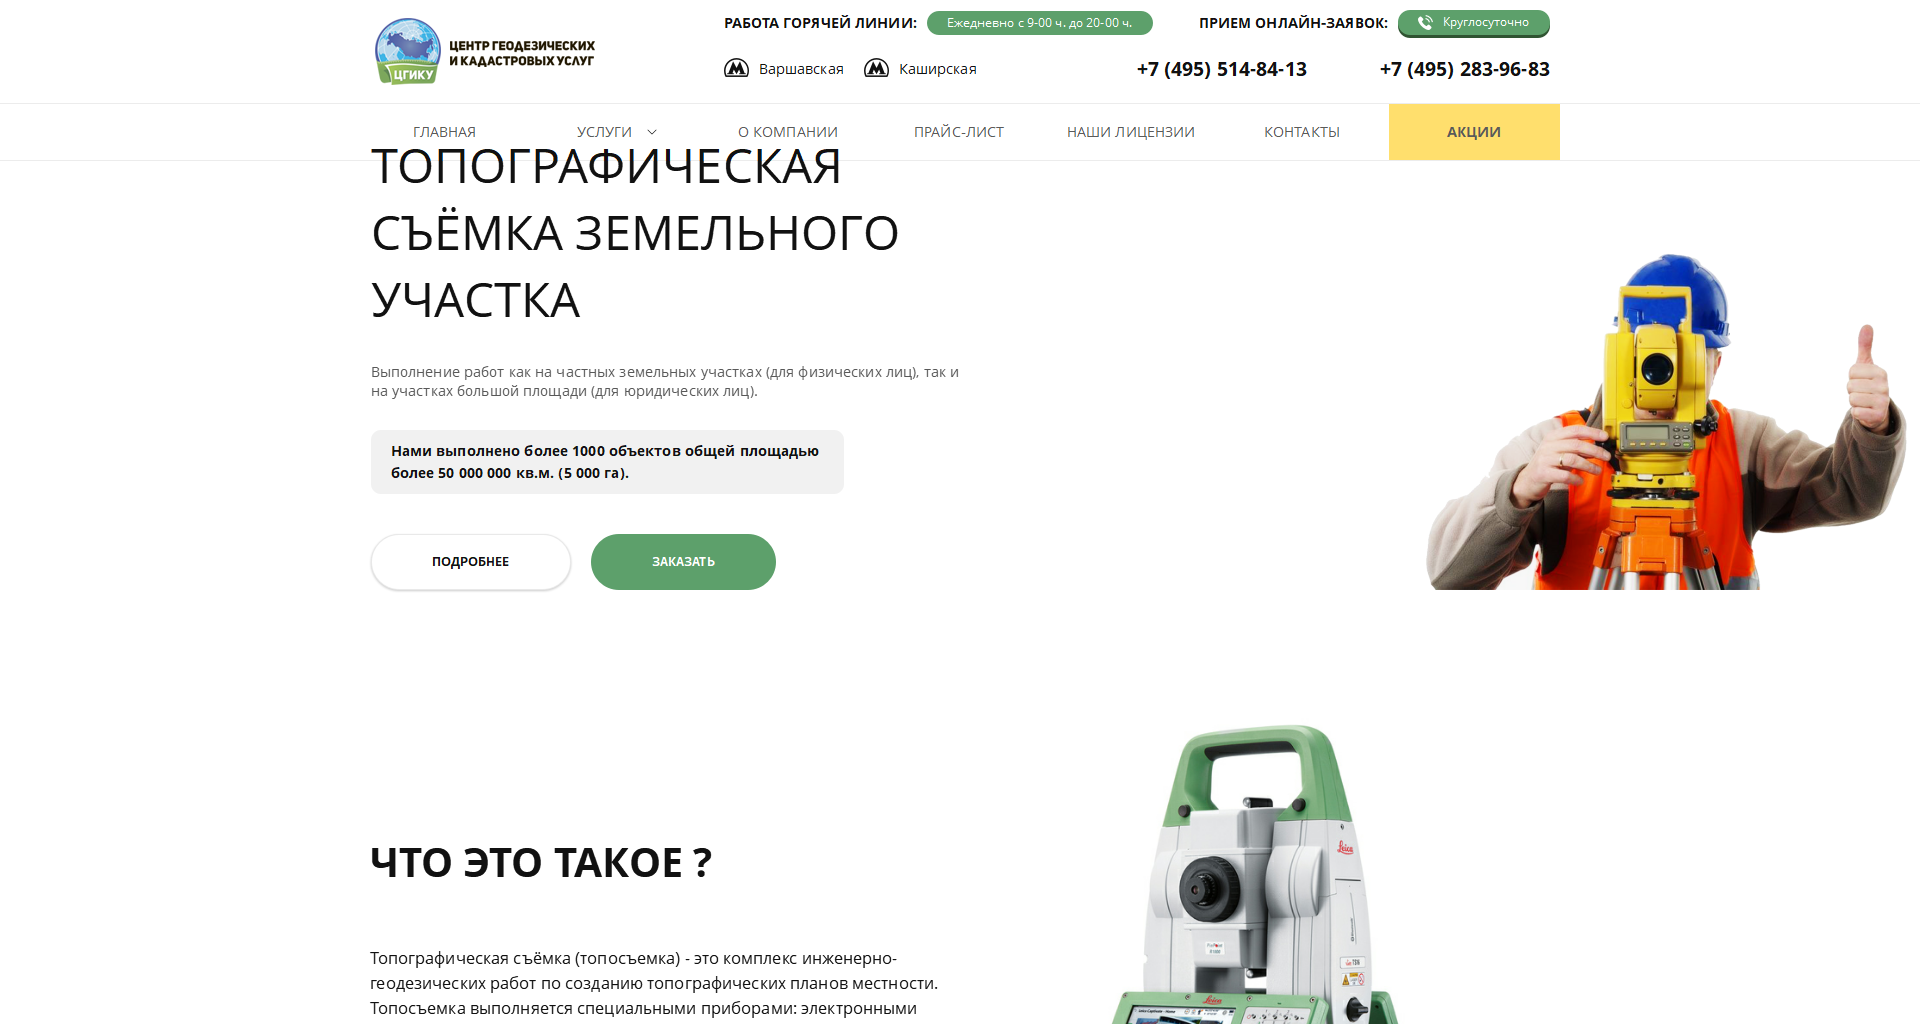 ЦГИКУ
ЦЕНТР ГЕОДЕЗИЧЕСКИХ
И КАДАСТРОВЫХ УСЛУГ
РАБОТА ГОРЯЧЕЙ ЛИНИИ:
Ежедневно с 9-00 ч. до 20-00 ч.
ПРИЕМ ОНЛАЙН-ЗАЯВОК:
Круглосуточно
Варшавская
Каширская
+7 (495) 514-84-13
+7 (495) 283-96-83
ГЛАВНАЯ
УСЛУГИ
О КОМПАНИИ
ПРАЙС-ЛИСТ
НАШИ ЛИЦЕНЗИИ
КОНТАКТЫ
АКЦИИ
ТОПОГРАФИЧЕСКАЯ
СЪЁМКА ЗЕМЕЛЬНОГО
УЧАСТКА
Выполнение работ как на частных земельных участках (для физических лиц), так и
на участках большой площади (для юридических лиц).
Нами выполнено более 1000 объектов общей площадью
более 50 000 000 кв.м. (5 000 га).
ПОДРОБНЕЕ
ЗАКАЗАТЬ
ЧТО ЭТО ТАКОЕ ?
Топографическая съёмка (топосъемка) - это комплекс инженерно-
геодезических работ по созданию топографических планов местности.
Топосъемка выполняется специальными приборами: электронными
Leica
Leica